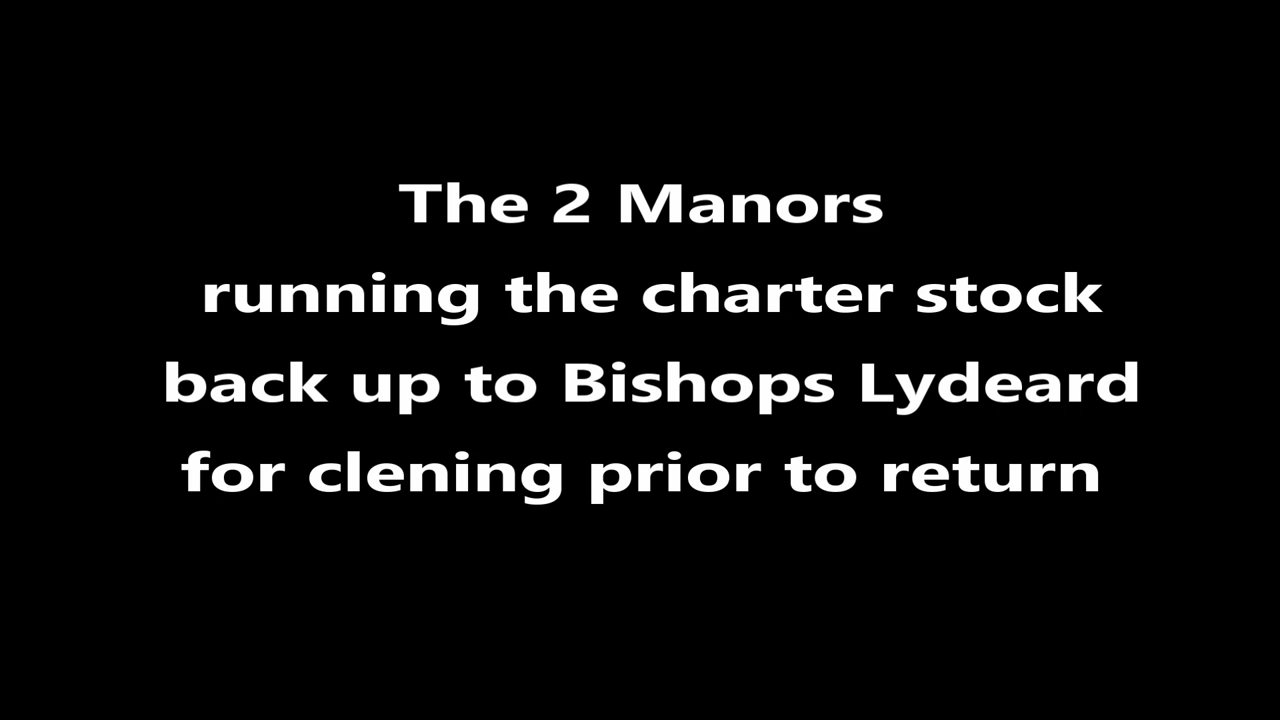 The 2 Manors
running the charter stock
back up to Bishops Lydeard
for clening prior to return